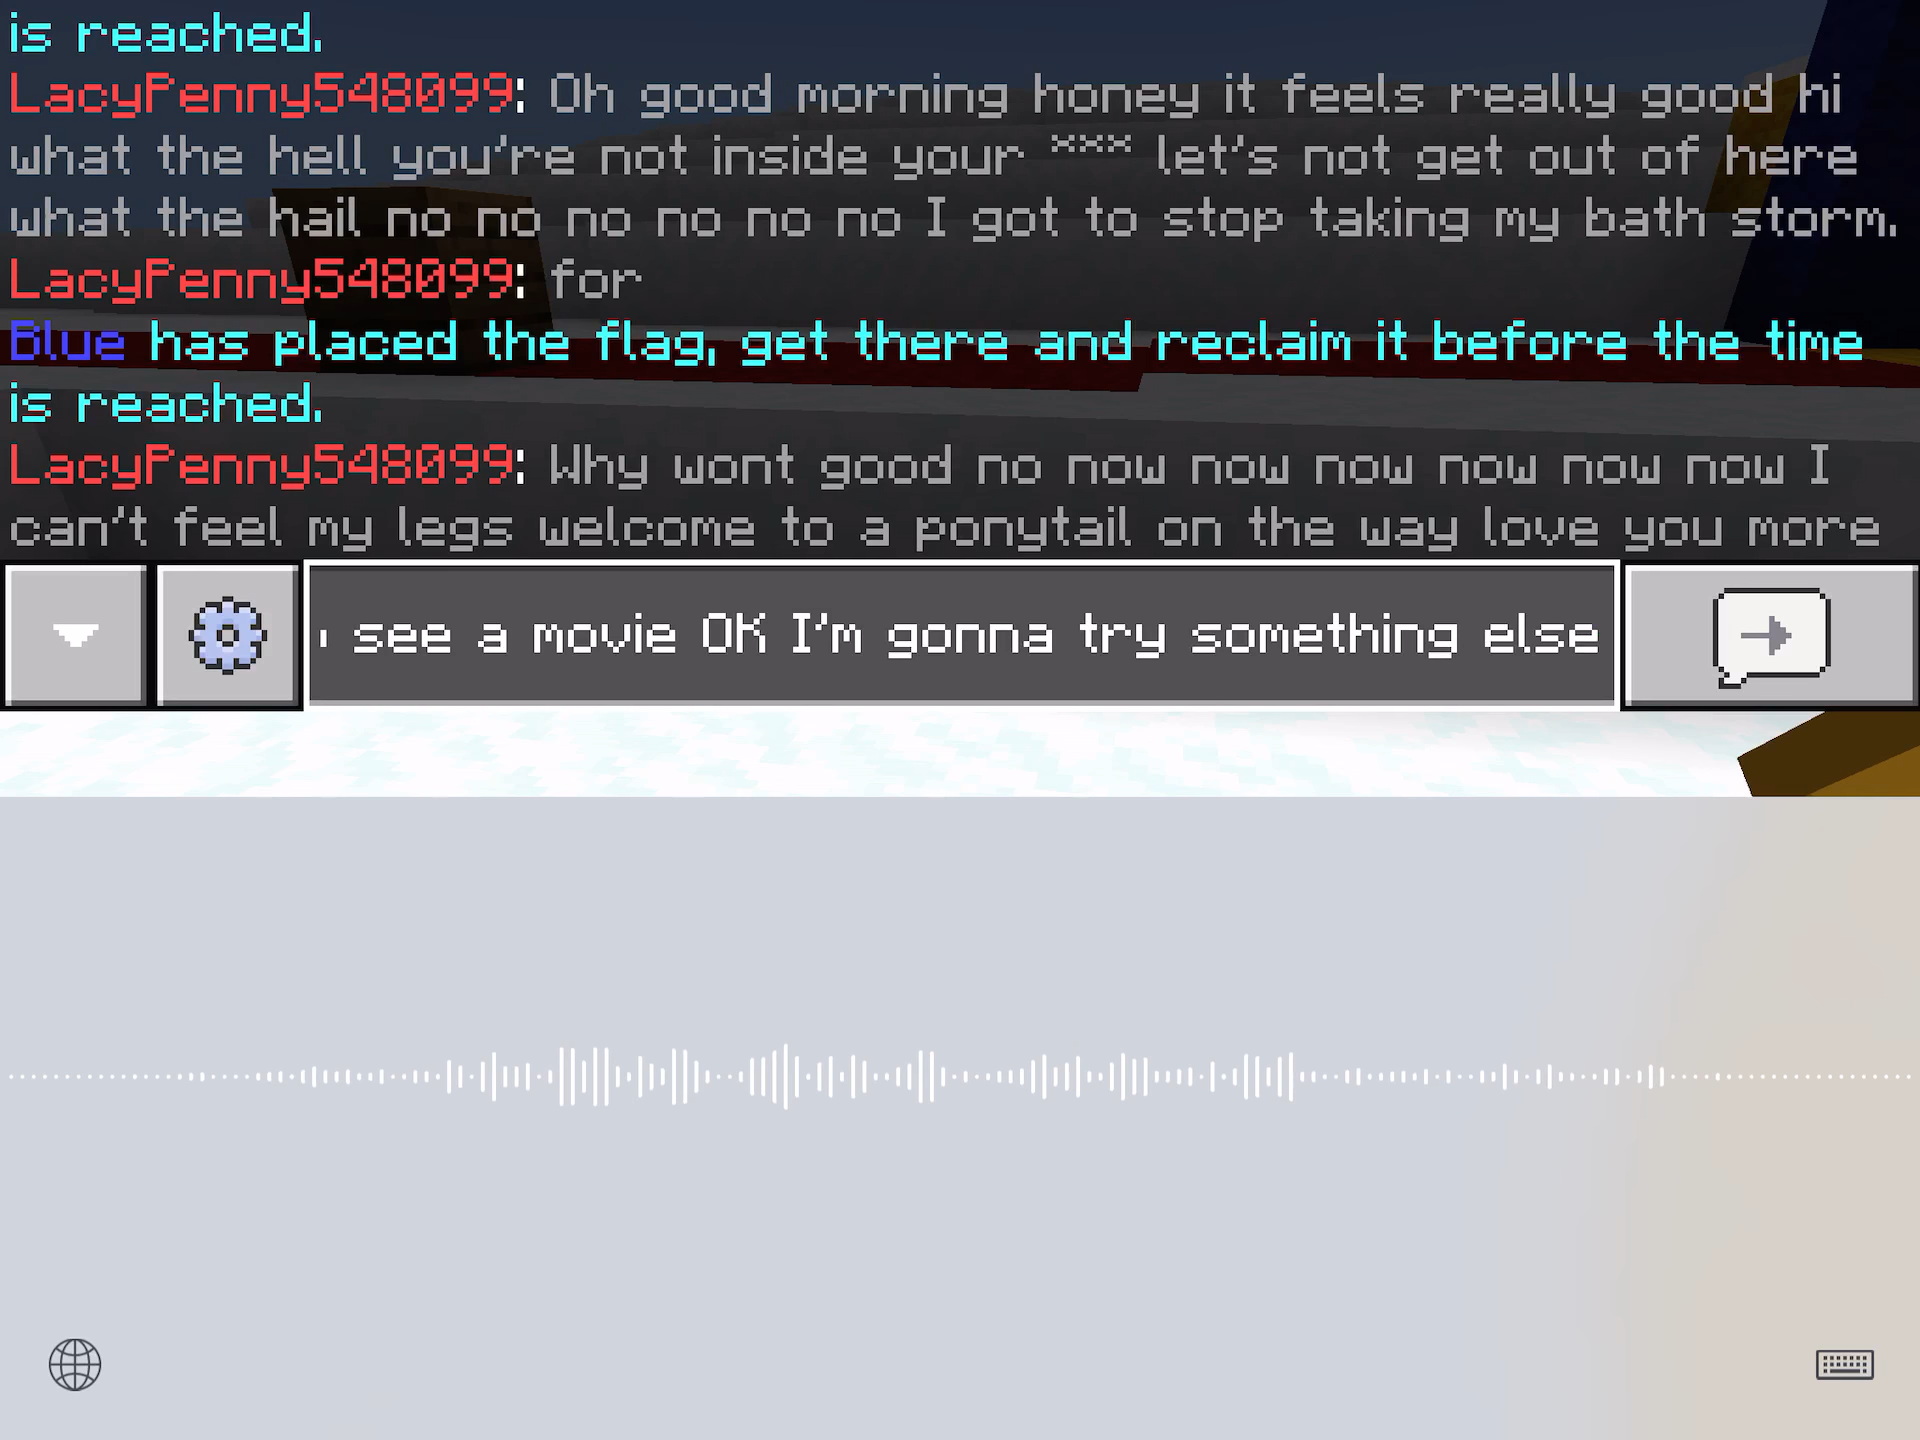 is reached.
LacyPenny548099: Oh good morning honey it feels really good hi
what the hell you're not inside your *** let's not get out of here
what the hail no no no no no no I got to stop taking my bath storm.
LacyPenny548099: for
Blue has placed the flag, get there and reclaim it before the time
is reached.
LacyPenny548099: Why wont good no now now now now now now I
can't feel my legs welcome to a ponytail on the way love you more
see a movie OK I'm gonna try something else